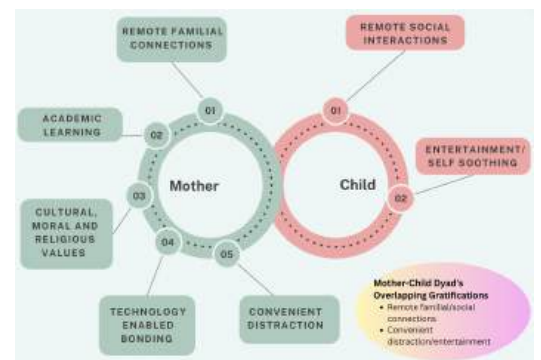 REMOTE FAMILIAL
CONNECTIONS
REMOTE SOCIAL
INTERACTIONS
01
01
ACADEMIC
LEARNING
02
ENTERTAINMENT/
SELF SOOTHING
Mother
Child
03
02
CULTURAL,
MORAL AND
RELIGIOUS
VALUES
04
05
TECHNOLOGY
ENABLED
BONDING
CONVENIENT
DISTRACTION
Mother-Child Dyad's
Overlapping Gratifications
• Remote familial/social
connections
• Convenient
distraction/entertainment